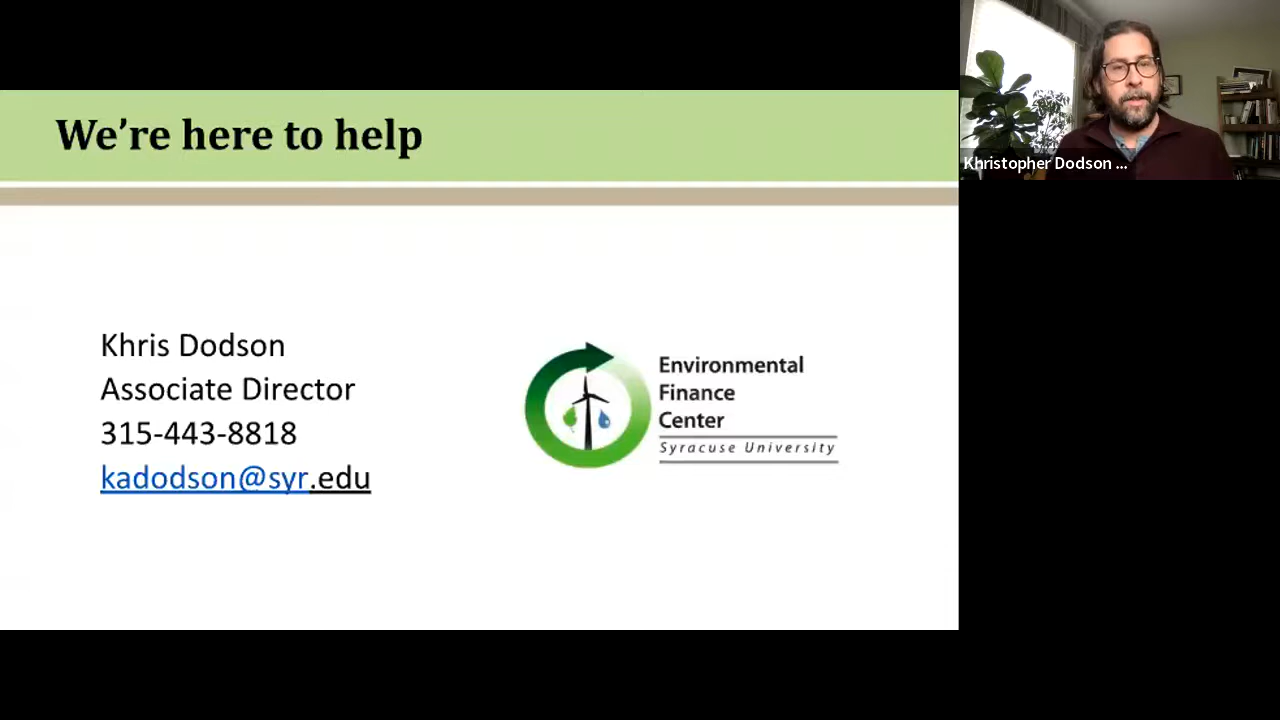 We're here to help
Khristopher Dodson ...
Khris Dodson
Associate Director
315-443-8818
kadodson@syr.edu
Environmental
Finance
Center
Syracuse University